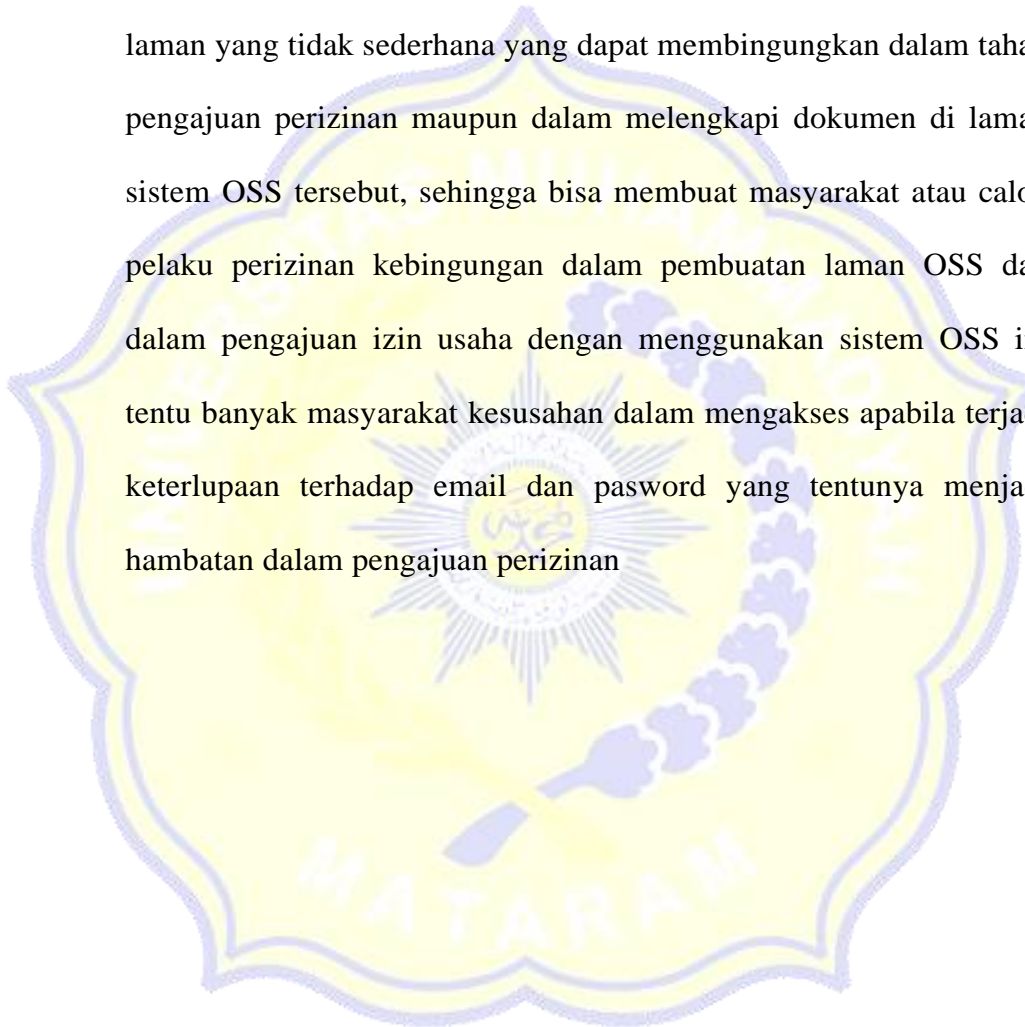 laman yang tidak sederhana yang dapat membingungkan dalam taha
pengajuan perizinan maupun dalam melengkapi dokumen di lama
sistem OSS tersebut, sehingga bisa membuat masyarakat atau calo
pelaku perizinan kebingungan dalam pembuatan laman OSS da
dalam pengajuan izin usaha dengan menggunakan sistem OSS i
tentu banyak masyarakat kesusahan dalam mengakses apabila terja
keterlupaan terhadap email dan pasword yang tentunya menja
hambatan dalam pengajuan perizinan
UNIVERSITAS MUHAMMADIYAH
MATARAM